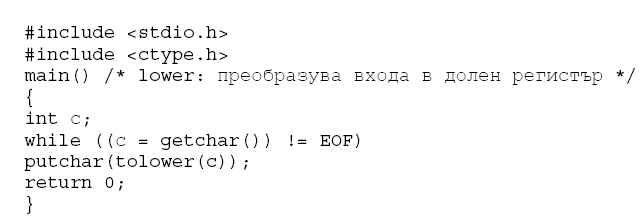 #include <stdio.h>
#include <ctype.h>
main() /* lower: преобразува входа в долен регистър */
{
int c;
while ((c = getchar()) != EOF)
putchar(tolower(c));
return 0;
}